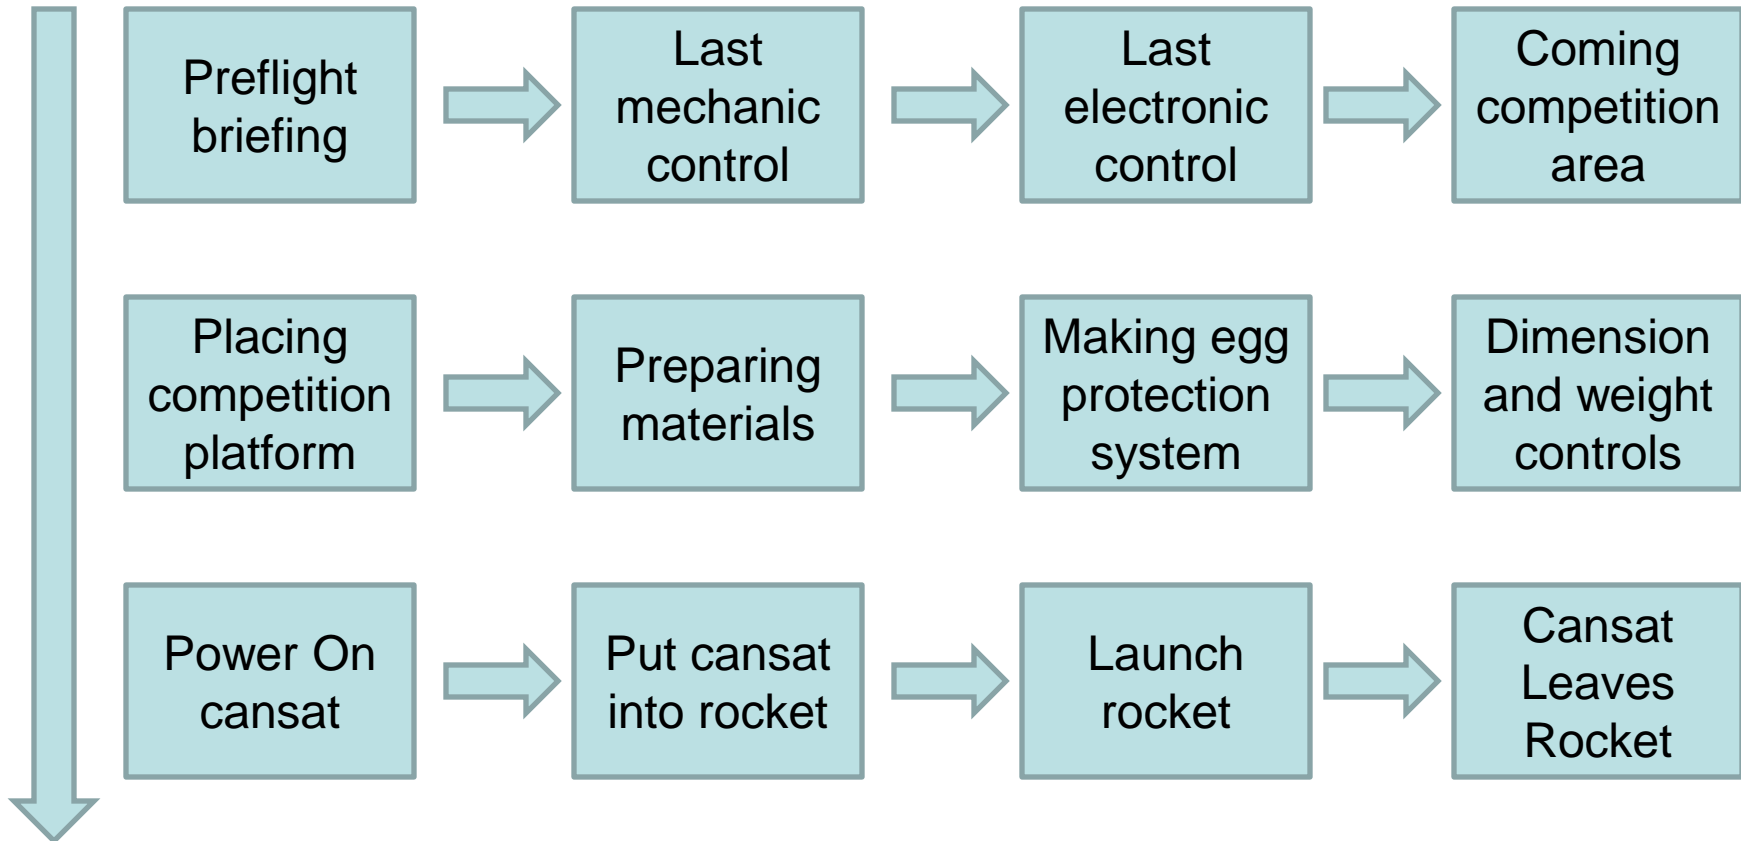 Preflight
briefing
Last
mechanic
control
Last
electronic
control
Coming
competition
area
Placing
competition
platform
Preparing
materials
Making egg
protection
system
Dimension
and weight
controls
Power On
cansat
Put cansat
into rocket
Launch
rocket
Cansat
Leaves
Rocket